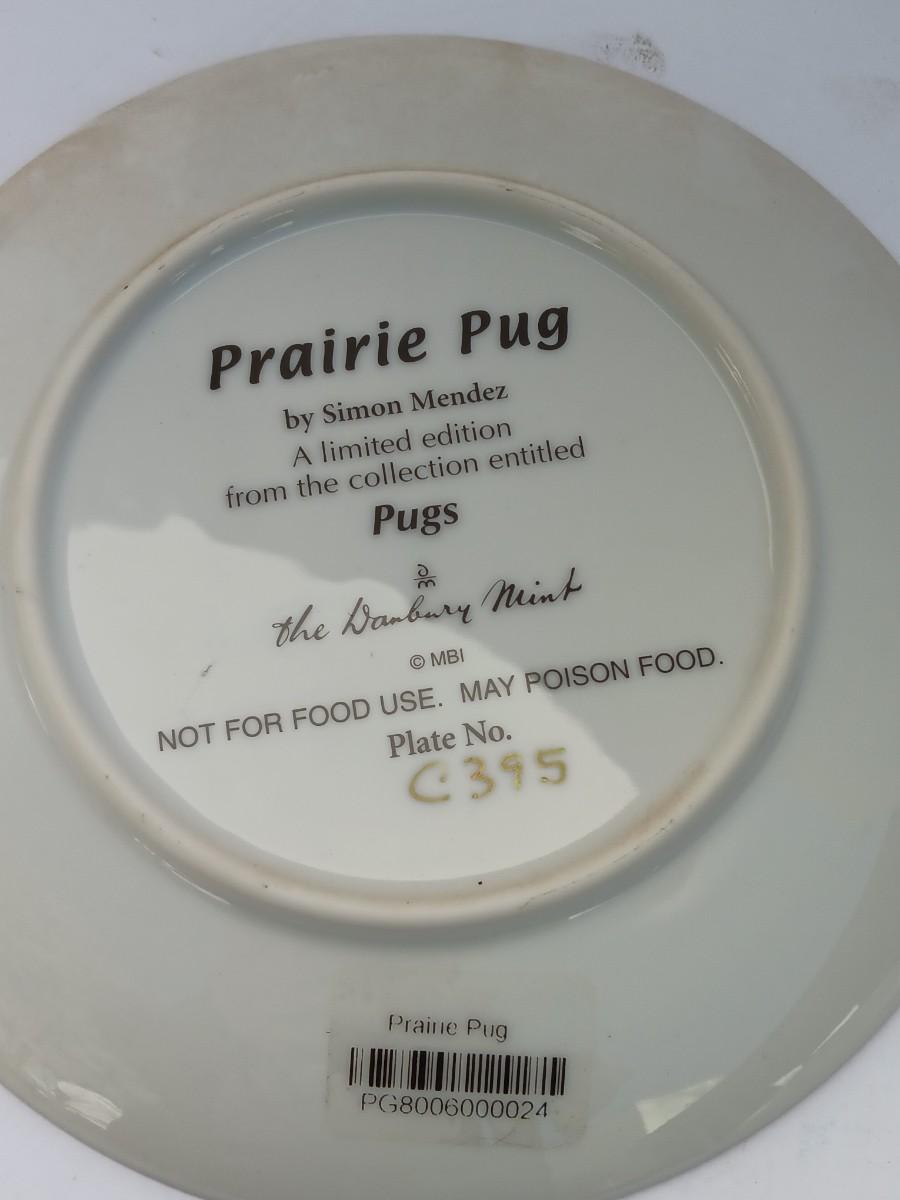 Prairie Pug
by Simon Mendez
A limited edition
from the collection entitled
Pugs
dm
the Danbury Mint
© MBI
NOT FOR FOOD USE. MAY POISON FOOD.
Plate No.
C395
Prairie Pug
PG8006000024